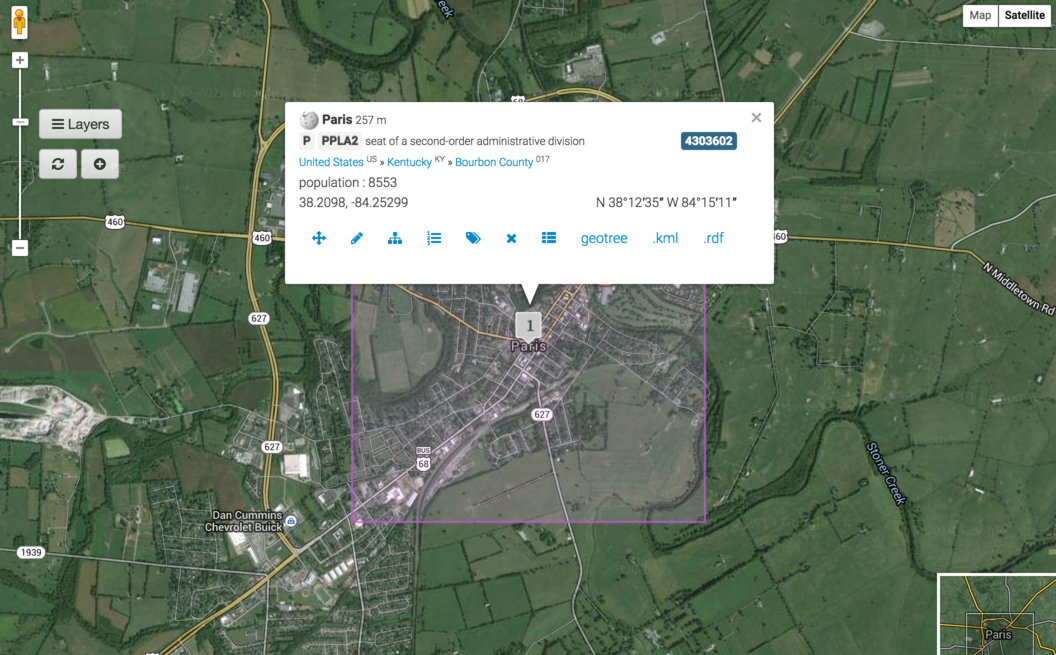 eek
Map Satellite
Layers
68
Paris 257 m
P PPLA2 seat of a second-order administrative division 4303602
United States US » Kentucky KY » Bourbon County 017
population : 8553
38.2098, -84.25299 N 38°12'35" W 84°15'11"
geotree .kml .rdf
460
460
60
N Middletown Rd
627
1
Paris
627
627
BUS
68
Stoner Creek
Dan Cummins
Chevrolet Buick
1939
Paris